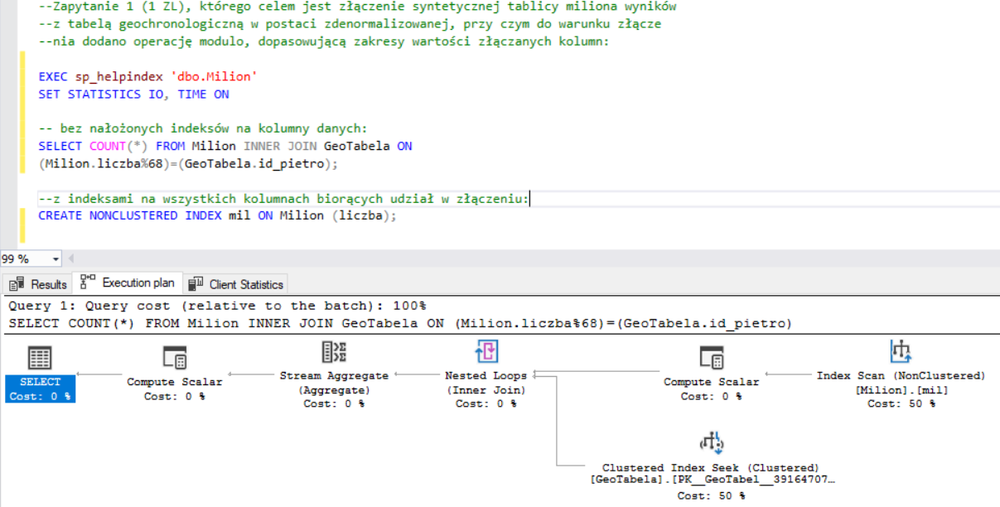 --Zapytanie 1 (1 ZL), którego celem jest złączenie syntetycznej tablicy miliona wyników
--z tabelą geochronologiczną w postaci zdenormalizowanej, przy czym do warunku złącze
--nia dodano operację modulo, dopasowującą zakresy wartości złączanych kolumn:
EXEC sp_helpindex 'dbo.Milion'
SET STATISTICS IO, TIME ON
-- bez nałożonych indeksów na kolumny danych:
SELECT COUNT(*) FROM Milion INNER JOIN GeoTabela ON
(Milion.liczba%68)=(GeoTabela.id_pietro);
--z indeksami na wszystkich kolumnach biorących udział w złączeniu:
CREATE NONCLUSTERED INDEX mil ON Milion (liczba);
99 %
Results Execution plan Client Statistics
Query 1: Query cost (relative to the batch): 100%
SELECT COUNT(*) FROM Milion INNER JOIN GeoTabela ON (Milion.liczba%68)=(GeoTabela.id_pietro)
SELECT
Cost: 0 %
Compute Scalar
Cost: 0 %
Stream Aggregate
(Aggregate)
Cost: 0 %
Nested Loops
(Inner Join)
Cost: 0 %
Compute Scalar
Cost: 0 %
Index Scan (NonClustered)
[Milion].[mil]
Cost: 50 %
Clustered Index Seek (Clustered)
[GeoTabela].[PK__GeoTabel__39164707…
Cost: 50 %